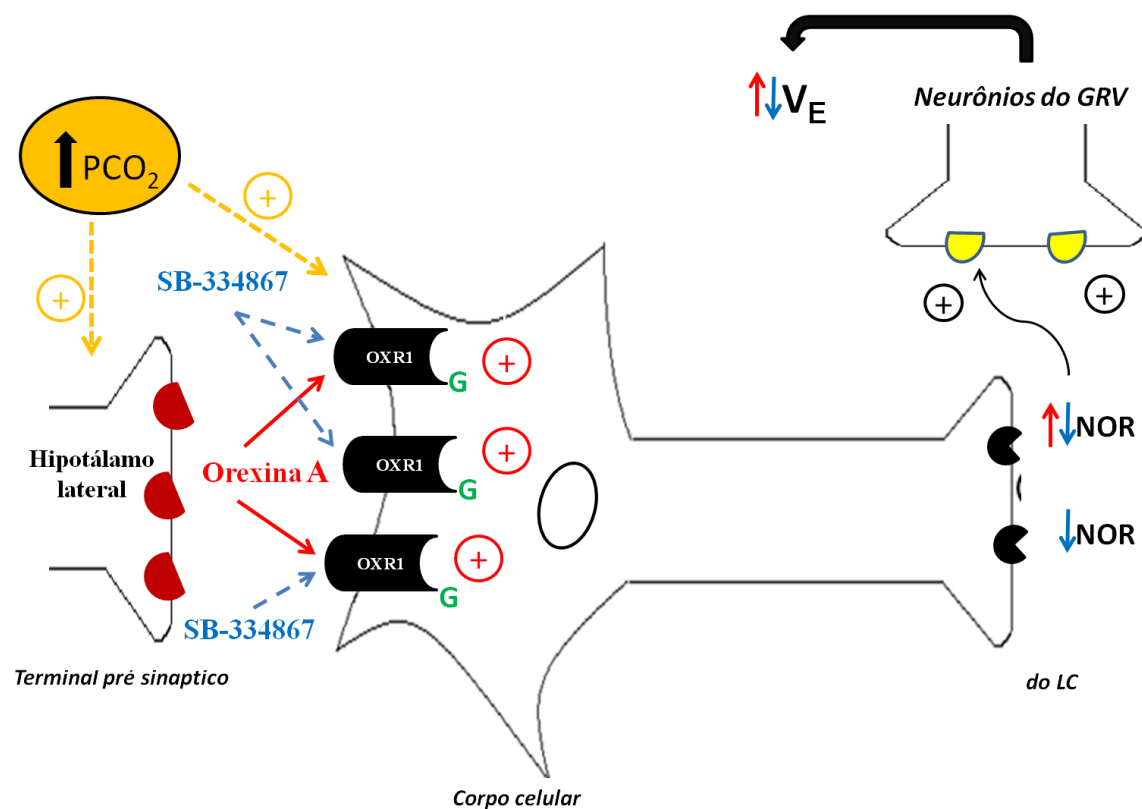 V_E
Neurônios do GRV
PCO₂
+
+
SB-334867
OXR1
+
G
+
+
NOR
Hipotálamo
lateral
Orexina A
OXR1
+
G
NOR
OXR1
+
G
SB-334867
Terminal pré sinaptico
do LC
Corpo celular